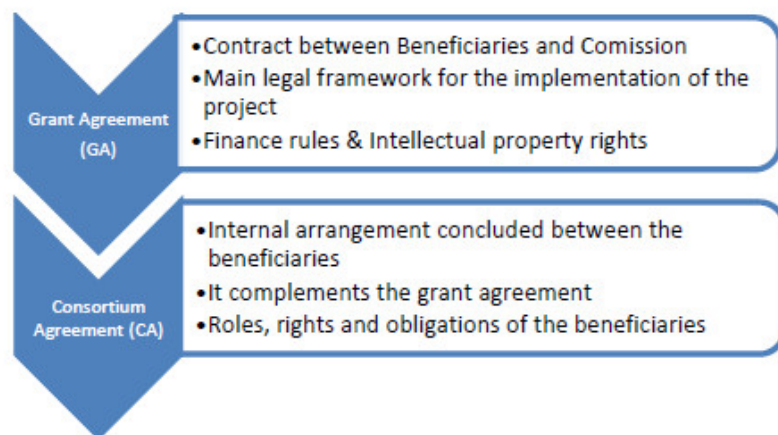 Grant Agreement
(GA)
•Contract between Beneficiaries and Comission
•Main legal framework for the implementation of the
project
•Finance rules & Intellectual property rights
Consortium
Agreement (CA)
•Internal arrangement concluded between the
beneficiaries
•It complements the grant agreement
•Roles, rights and obligations of the beneficiaries